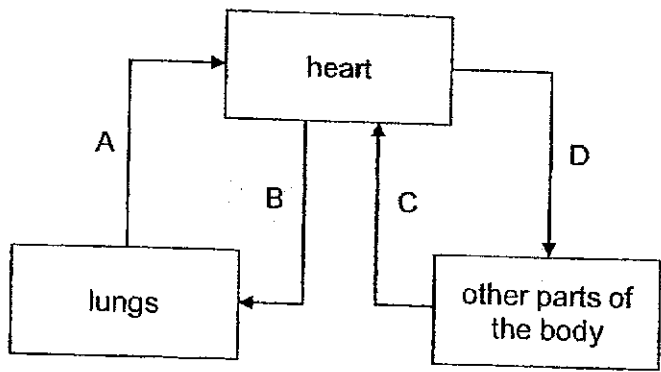 heart
A
D
B
C
lungs
other parts of
the body